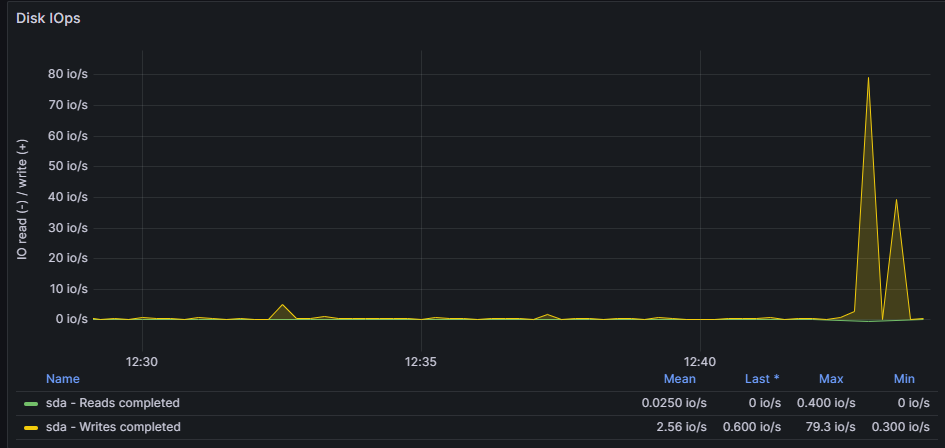 Disk IOps
80 io/s
70 io/s
60 io/s
50 io/s
40 io/s
30 io/s
20 io/s
10 io/s
0 io/s
IO read (-) / write (+)
12:30 12:35 12:40
Name Mean Last * Max Min
sda - Reads completed 0.0250 io/s 0 io/s 0.400 io/s 0 io/s
sda - Writes completed 2.56 io/s 0.600 io/s 79.3 io/s 0.300 io/s